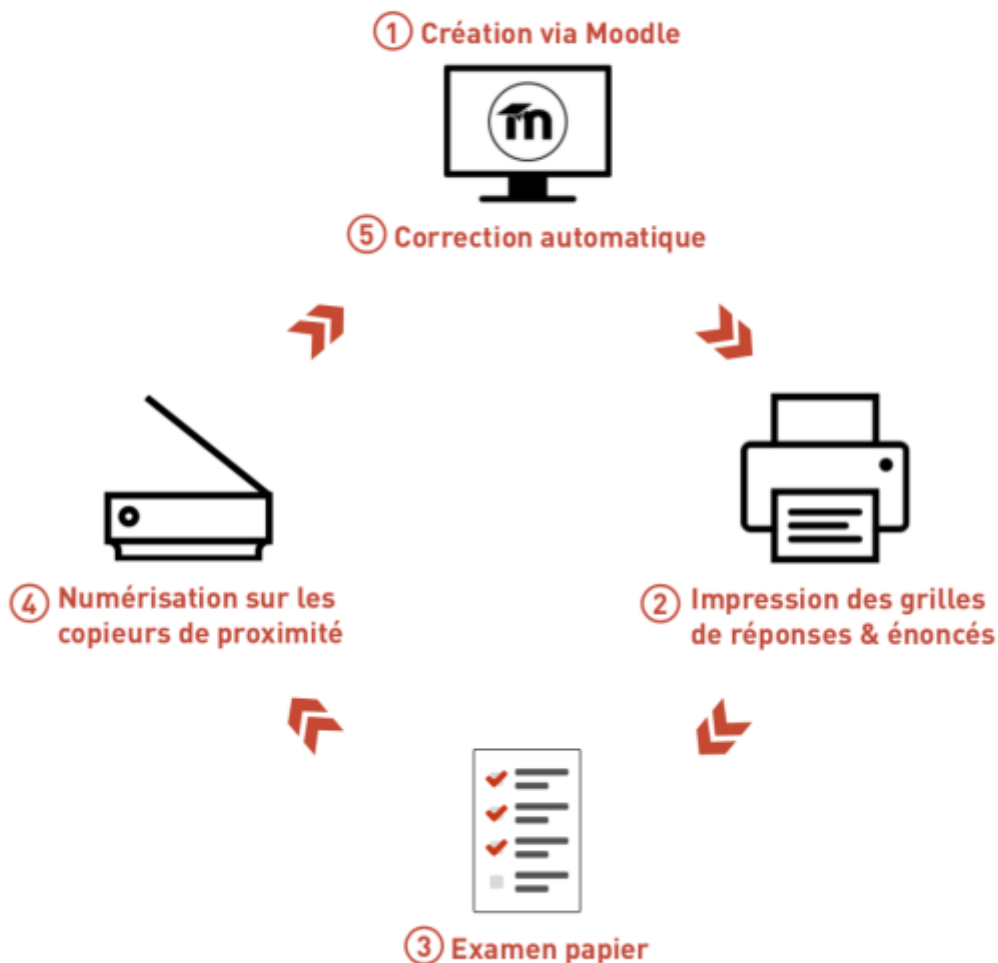 ① Création via Moodle
m
⑤ Correction automatique
② Impression des grilles
de réponses & énoncés
③ Examen papier
④ Numérisation sur les
copieurs de proximité